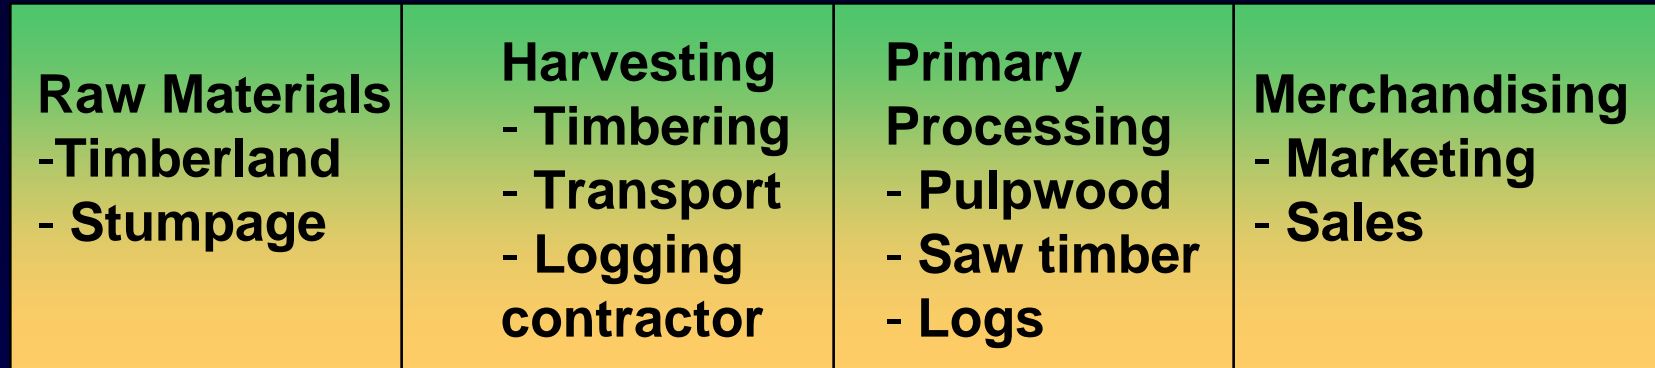 Raw Materials
-Timberland
- Stumpage
Harvesting
- Timbering
- Transport
- Logging
contractor
Primary
Processing
- Pulpwood
- Saw timber
- Logs
Merchandising
- Marketing
- Sales